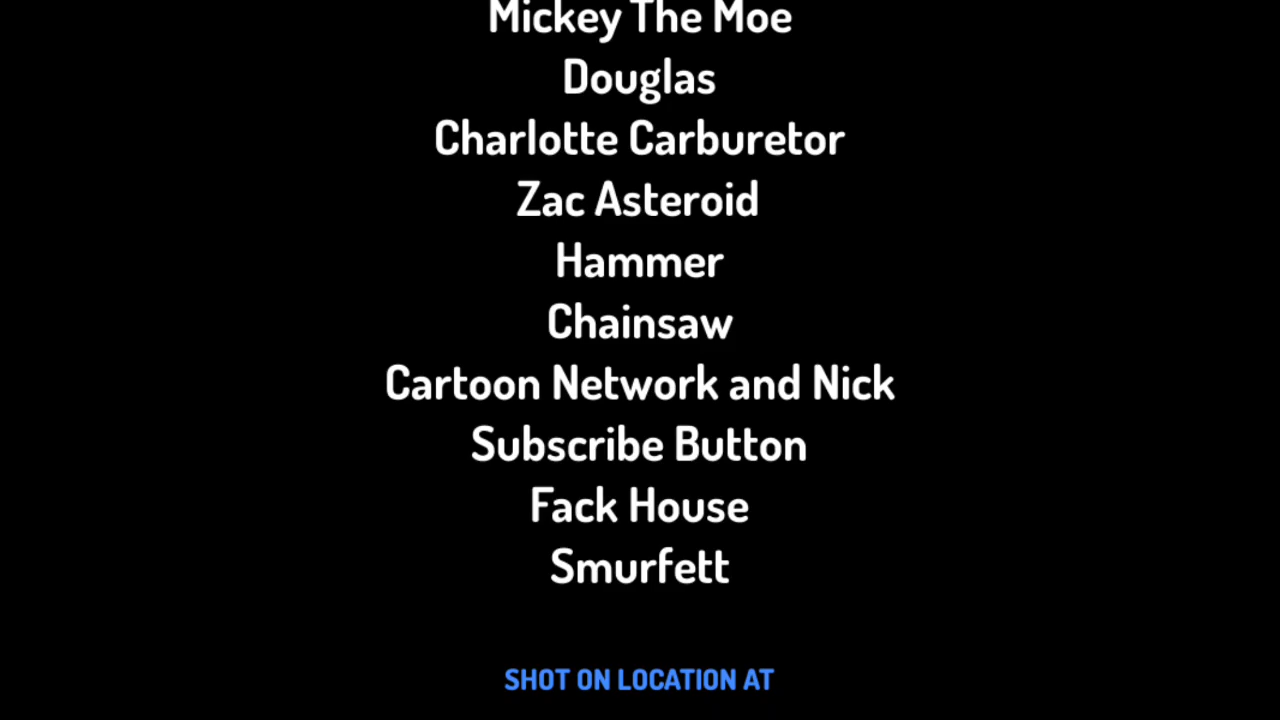 Mickey The Moe
Douglas
Charlotte Carburetor
Zac Asteroid
Hammer
Chainsaw
Cartoon Network and Nick
Subscribe Button
Fack House
Smurfett
SHOT ON LOCATION AT